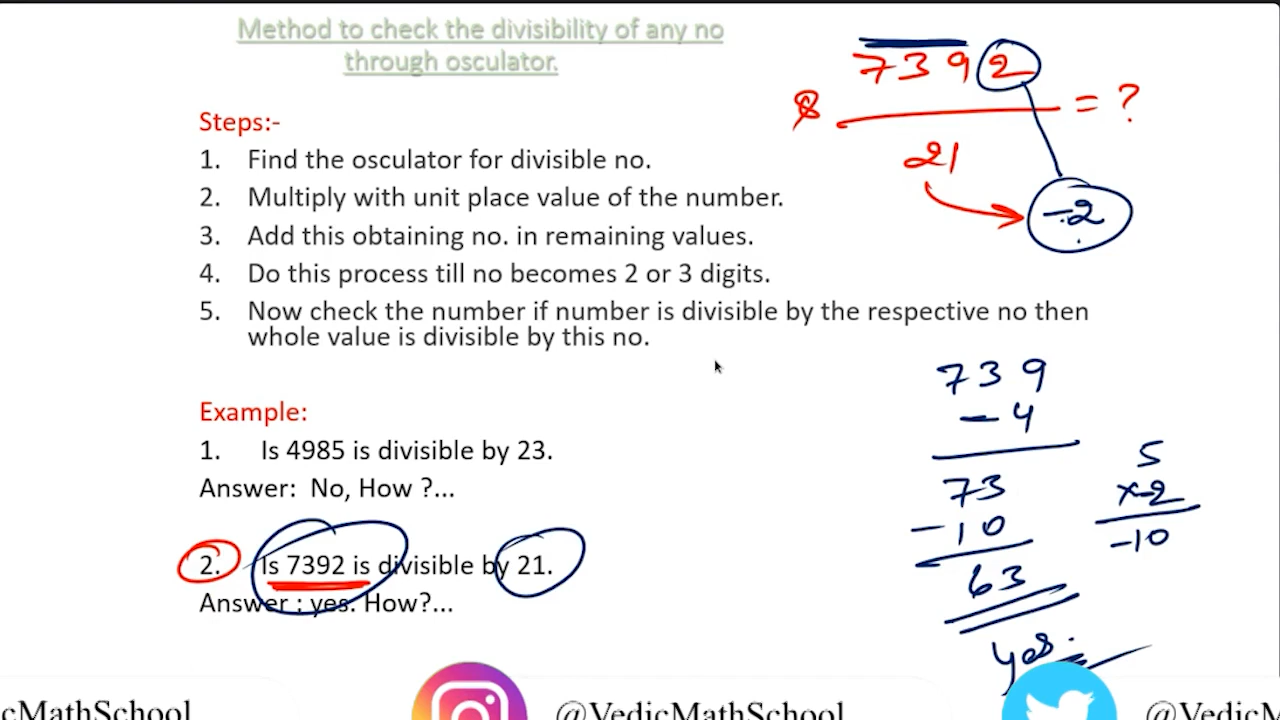 Method to check the divisibility of any no
through osculator.
Steps:-
1. Find the osculator for divisible no.
2. Multiply with unit place value of the number.
3. Add this obtaining no. in remaining values.
4. Do this process till no becomes 2 or 3 digits.
5. Now check the number if number is divisible by the respective no then
whole value is divisible by this no.
Example:
1. Is 4985 is divisible by 23.
Answer: No, How ?...
2. Is 7392 is divisible by 21.
Answer : yes. How?...
7392
= ?
21
-2
739
-4
73
-10
63
yes.
5
x-2
-10
cMathSchool
@VedicMathSchool
@VedicM